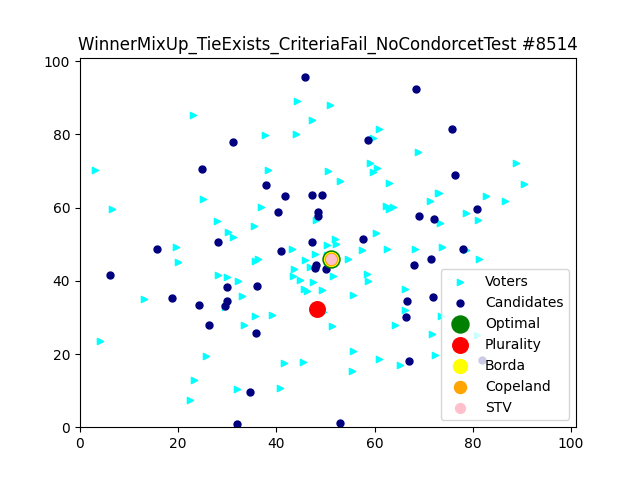 WinnerMixUp_TieExists_CriteriaFail_NoCondorcetTest #8514
100
80
60
40
20
0
0 20 40 60 80 100
Voters
Candidates
Optimal
Plurality
Borda
Copeland
STV